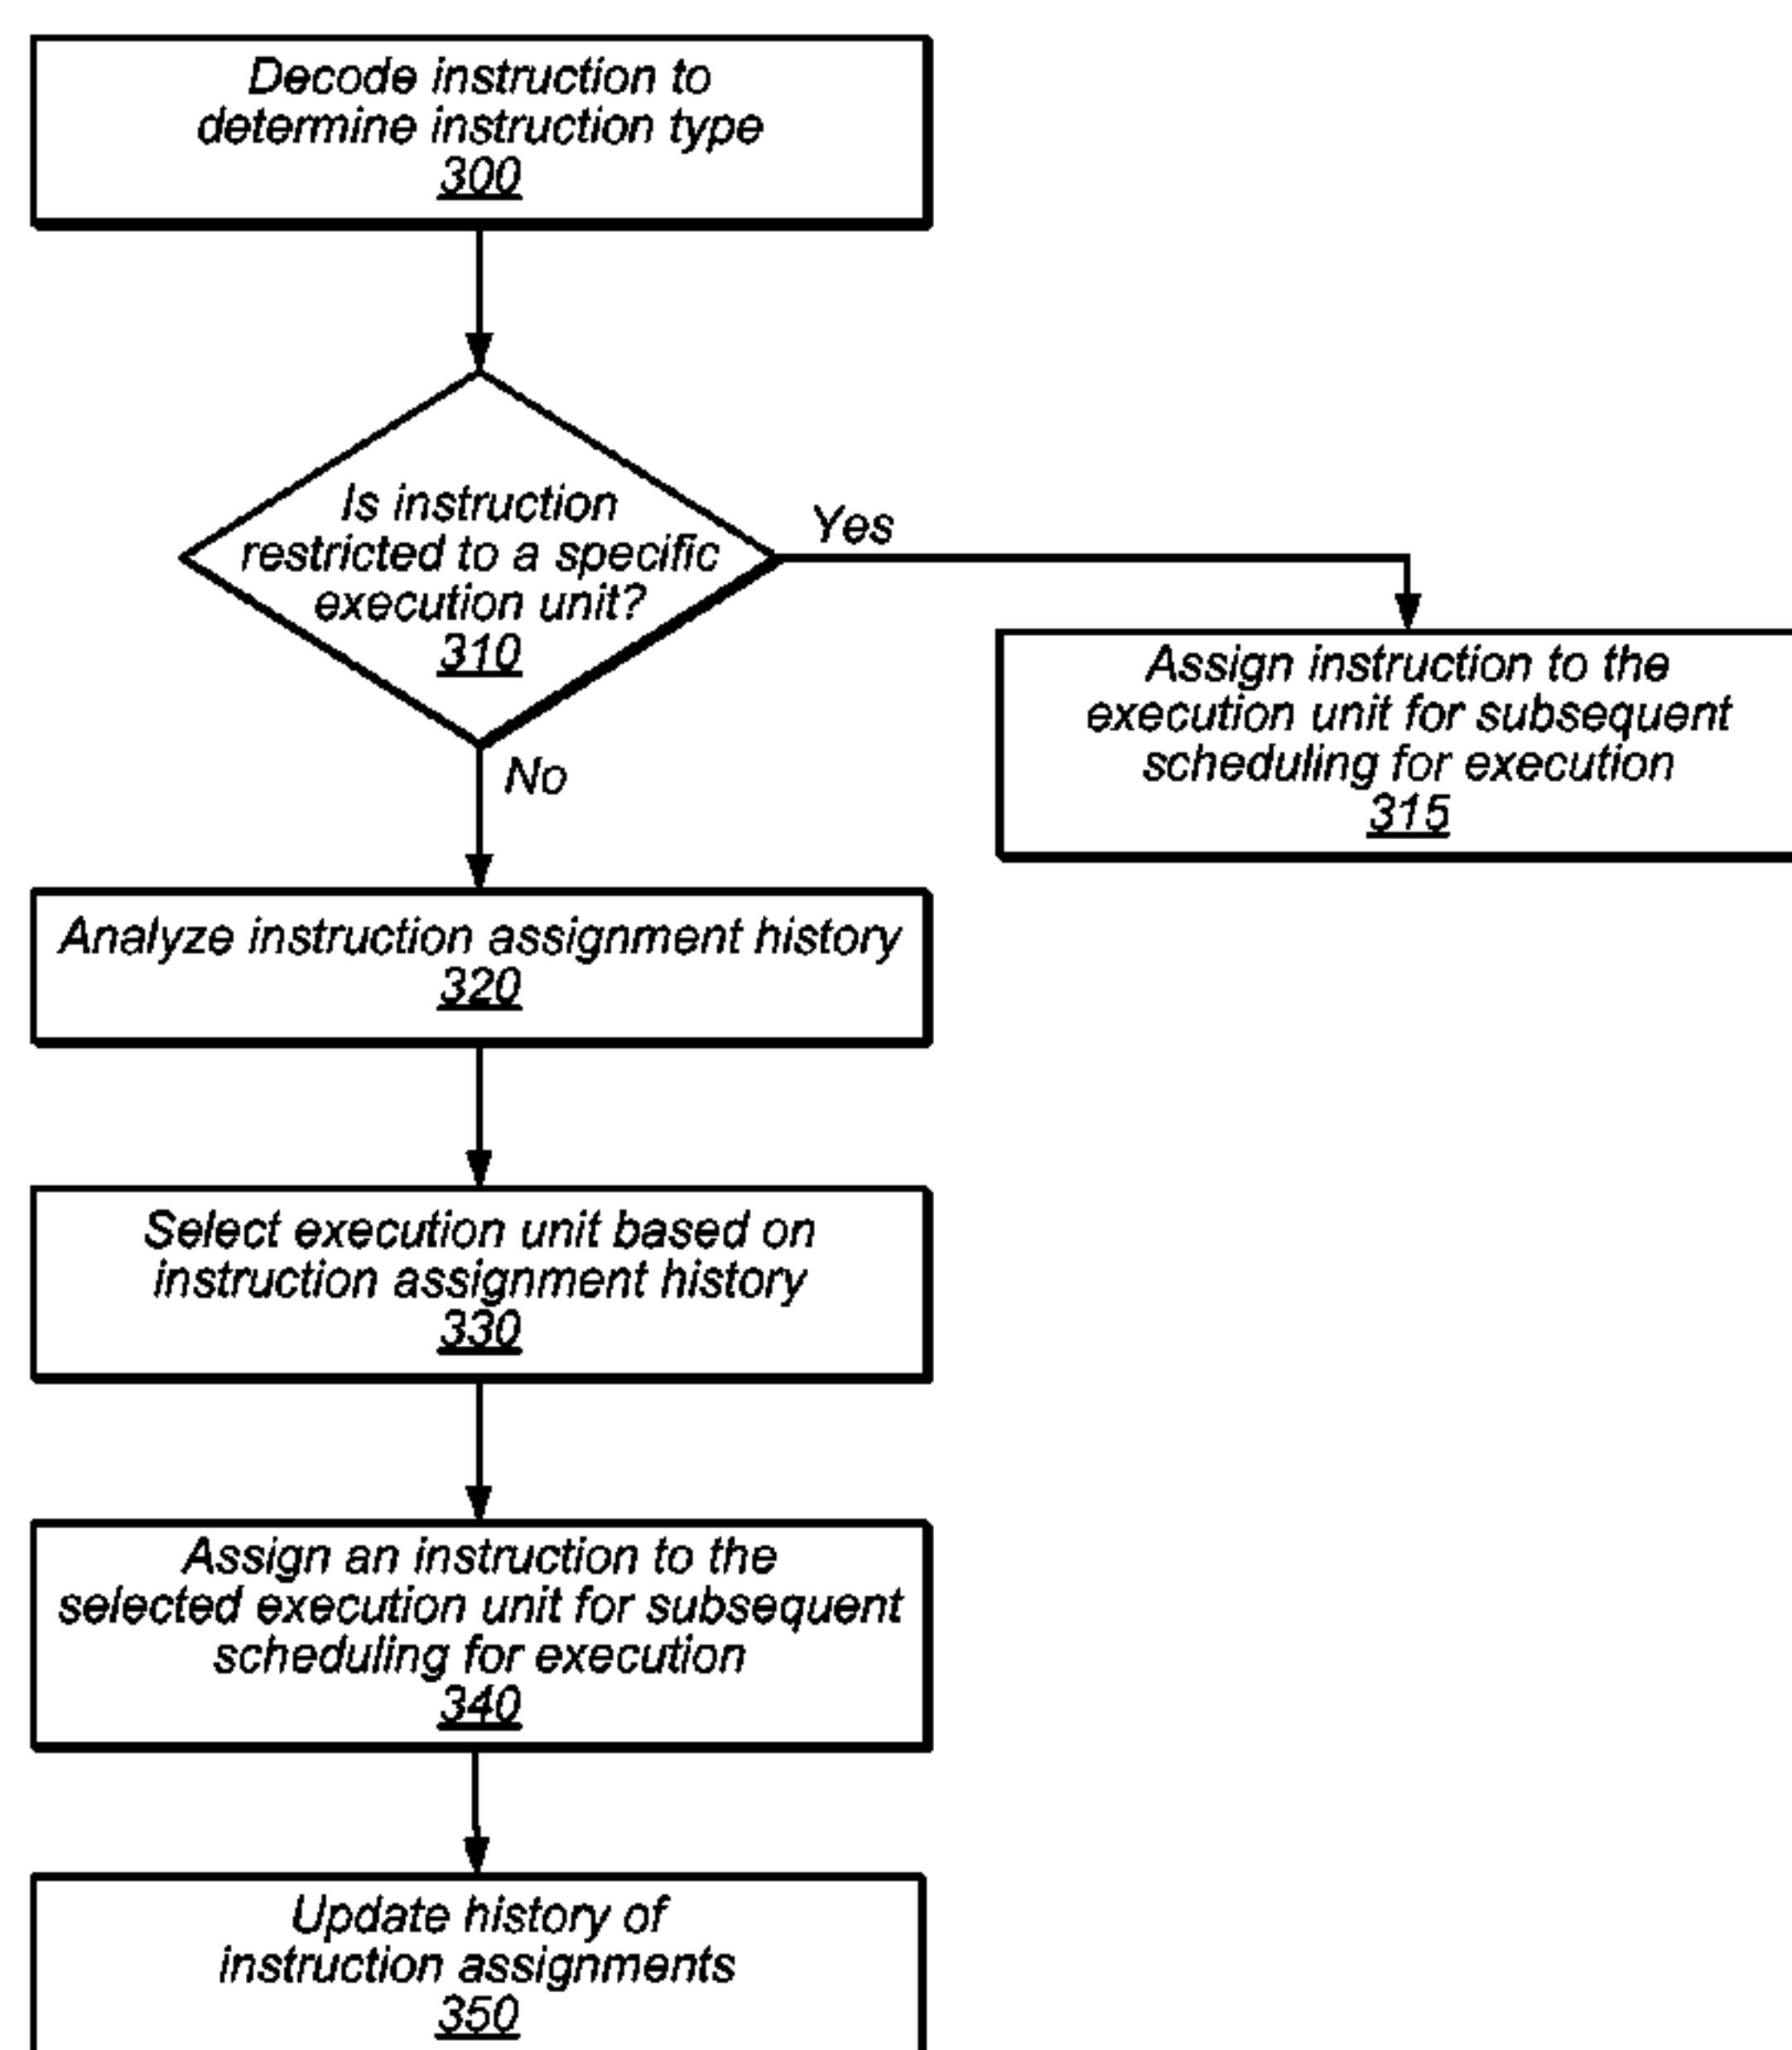 Decode instruction to
determine instruction type
300
Is instruction
restricted to a specific
execution unit?
310
Yes
No
Assign instruction to the
execution unit for subsequent
scheduling for execution
315
Analyze instruction assignment history
320
Select execution unit based on
instruction assignment history
330
Assign an instruction to the
selected execution unit for subsequent
scheduling for execution
340
Update history of
instruction assignments
350